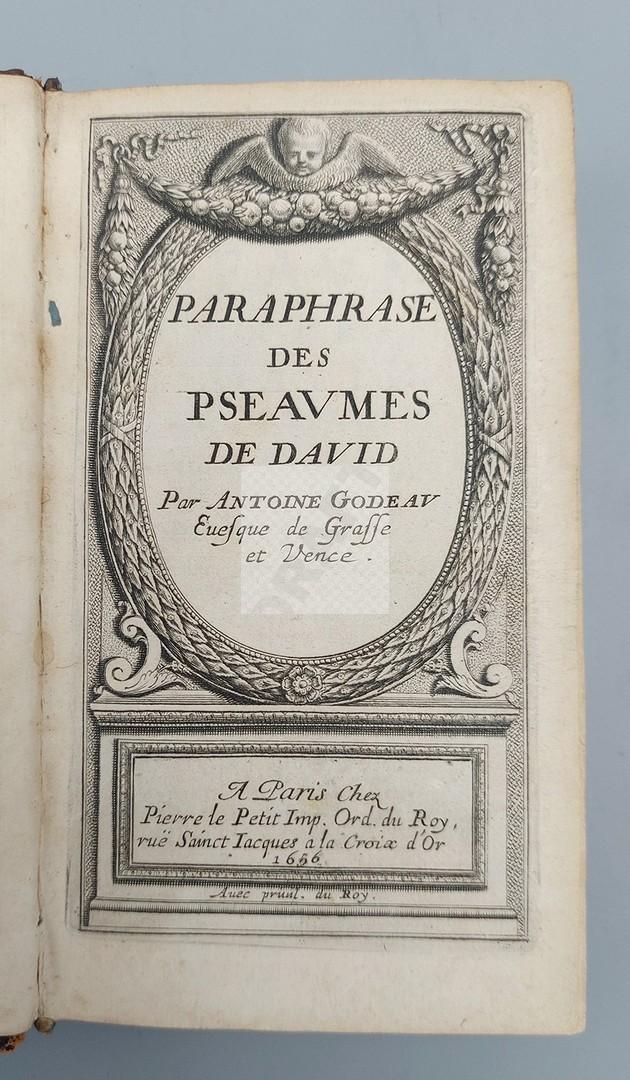 PARAPHRASE
DES
PSEAVMES
DE DAVID
Par ANTOINE GODEAV
Euesque de Grasse
et Vence .
A Paris Chez
Pierre le Petit Imp. Ord. du Roy,
ruë Sainct Iacques a la Croix d'Or
1656
Auec priuil. du Roy.